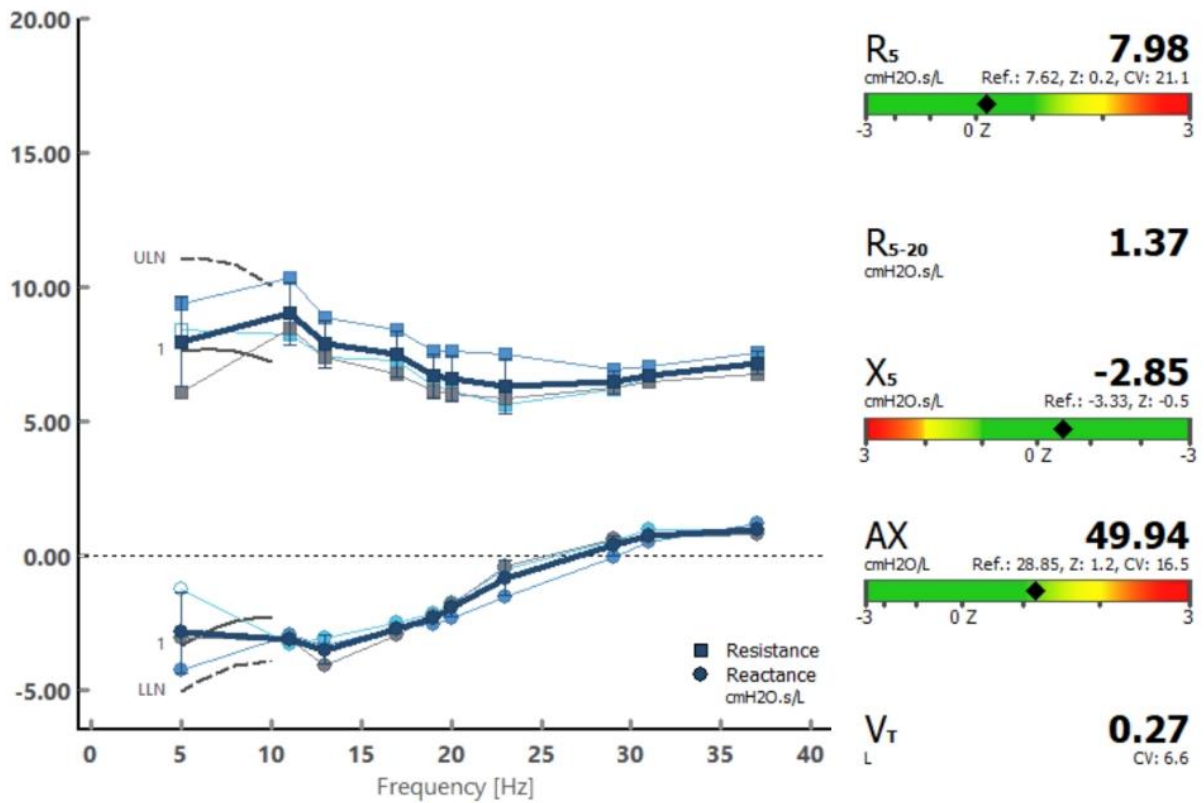 20.00
15.00
10.00
5.00
0.00
-5.00
ULN
1
1
LLN
0 5 10 15 20 25 30 35 40
Frequency [Hz]
Resistance
Reactance
cmH2O.s/L
R5 7.98
cmH2O.s/L Ref.: 7.62, Z: 0.2, CV: 21.1
-3 0 Z 3
R5-20 1.37
cmH2O.s/L
X5 -2.85
cmH2O.s/L Ref.: -3.33, Z: -0.5
3 0 Z -3
AX 49.94
cmH2O/L Ref.: 28.85, Z: 1.2, CV: 16.5
-3 0 Z 3
VT 0.27
L CV: 6.6